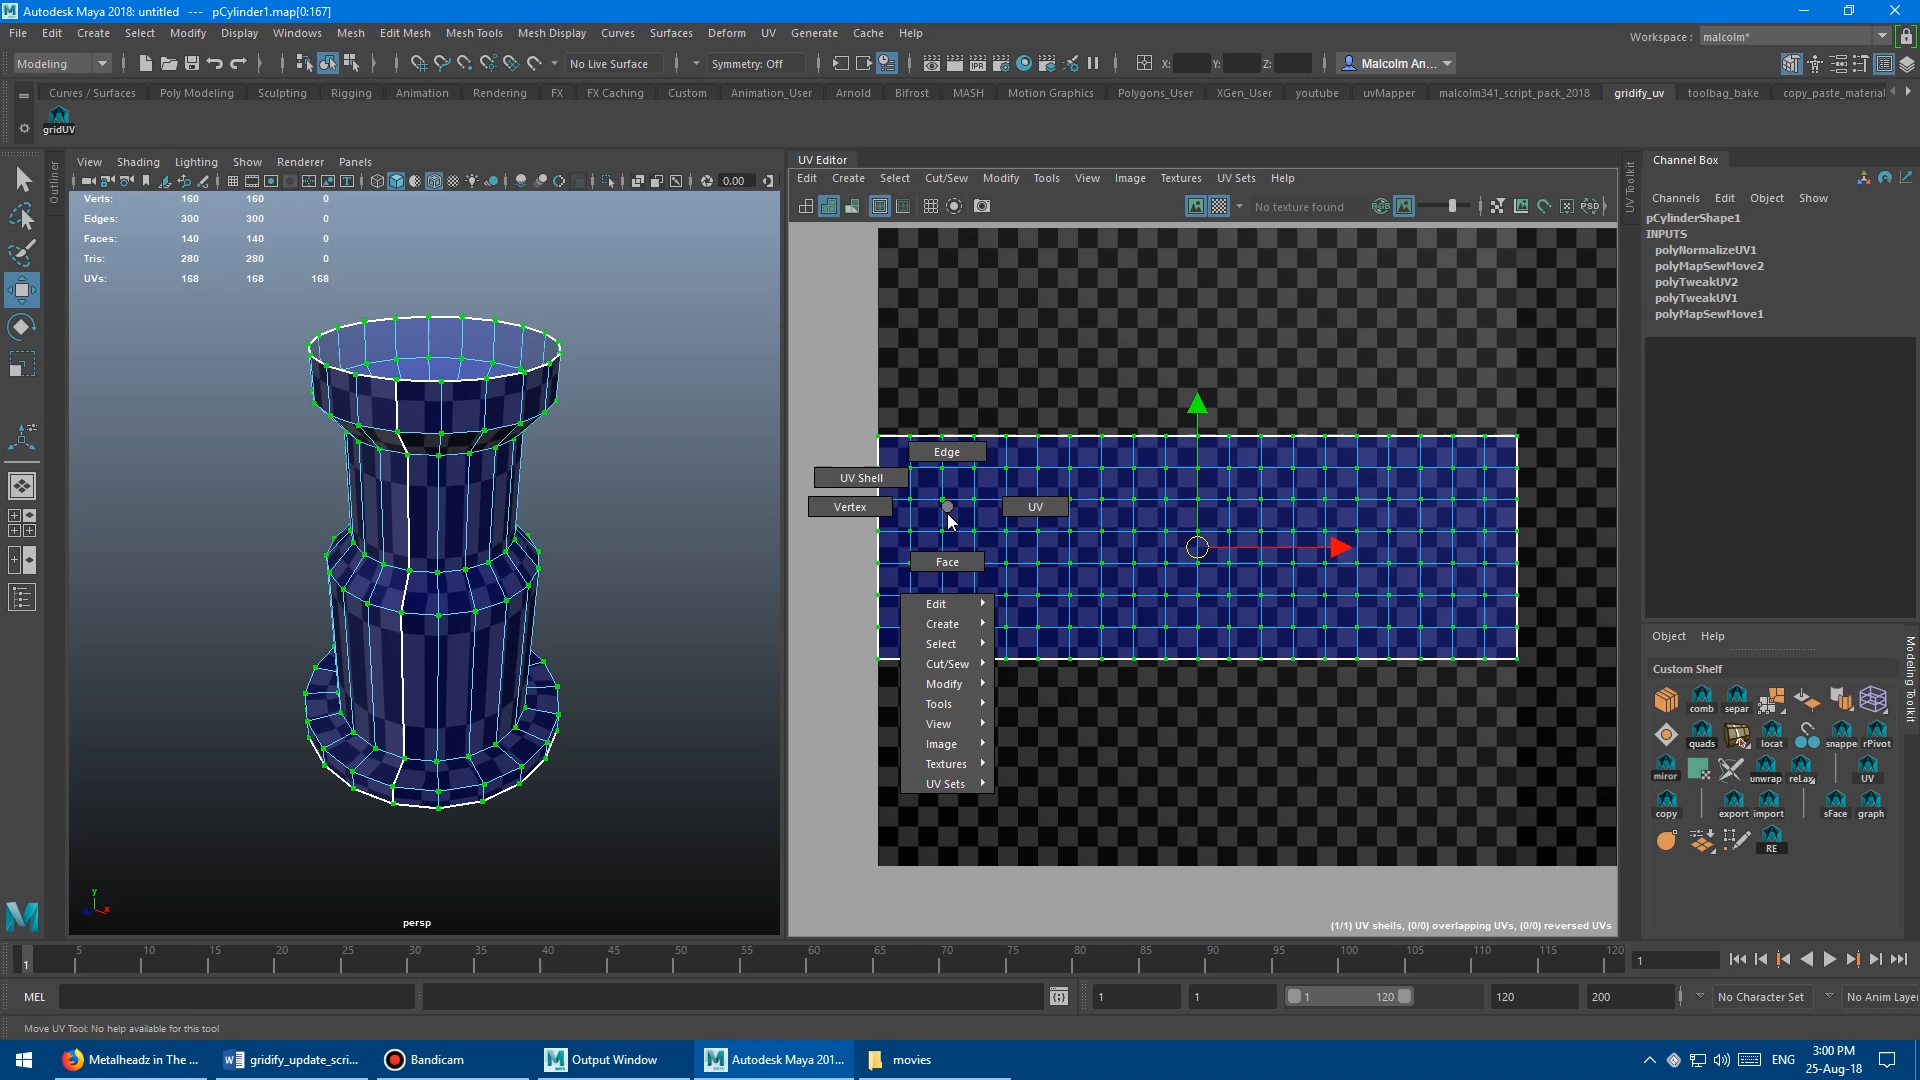 Autodesk Maya 2018: untitled   ---   pCylinder1.map[0:167]
File Edit Create Select Modify Display Windows Mesh Edit Mesh Mesh Tools Mesh Display Curves Surfaces Deform UV Generate Cache Help
Workspace : malcolm*
Modeling No Live Surface Symmetry: Off X: Y: Z: Malcolm An...
Curves / Surfaces Poly Modeling Sculpting Rigging Animation Rendering FX FX Caching Custom Animation_User Arnold Bifrost MASH Motion Graphics Polygons_User XGen_User youtube uvMapper malcolm341_script_pack_2018 gridify_uv toolbag_bake copy_paste_material
gridUV
Outliner
View Shading Lighting Show Renderer Panels
0.00
Verts: 160 160 0
Edges: 300 300 0
Faces: 140 140 0
Tris: 280 280 0
UVs: 168 168 168
y
x
persp
UV Editor
Edit Create Select Cut/Sew Modify Tools View Image Textures UV Sets Help
No texture found
RGB
PSD
Edge
UV Shell
Vertex
UV
Face
Edit
Create
Select
Cut/Sew
Modify
Tools
View
Image
Textures
UV Sets
(1/1) UV shells, (0/0) overlapping UVs, (0/0) reversed UVs
UV Toolkit
Channel Box
Channels Edit Object Show
pCylinderShape1
INPUTS
polyNormalizeUV1
polyMapSewMove2
polyTweakUV2
polyTweakUV1
polyMapSewMove1
Object Help
Custom Shelf
comb separ
quads locat snappe rPivot
miror unwrap reLax UV
copy export import sFace graph
RE
Modeling Toolkit
5 10 15 20 25 30 35 40 45 50 55 60 65 70 75 80 85 90 95 100 105 110 115 120
1
1
MEL
1 1 1 120 120 200 No Character Set No Anim Layer
Move UV Tool: No help available for this tool
Metalheadz in The ... gridify_update_scri... Bandicam Output Window Autodesk Maya 201... movies
ENG
3:00 PM
25-Aug-18